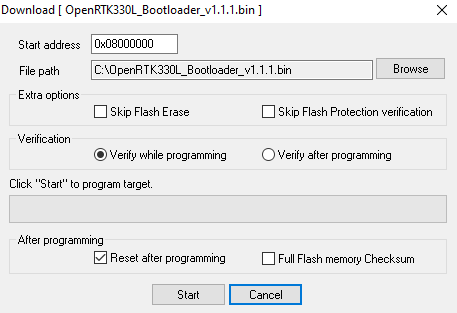 Download [ OpenRTK330L_Bootloader_v1.1.1.bin ]
Start address 0x08000000
File path C:\OpenRTK330L_Bootloader_v1.1.1.bin Browse
Extra options
Skip Flash Erase Skip Flash Protection verification
Verification
Verify while programming Verify after programming
Click "Start" to program target.
After programming
Reset after programming Full Flash memory Checksum
Start Cancel